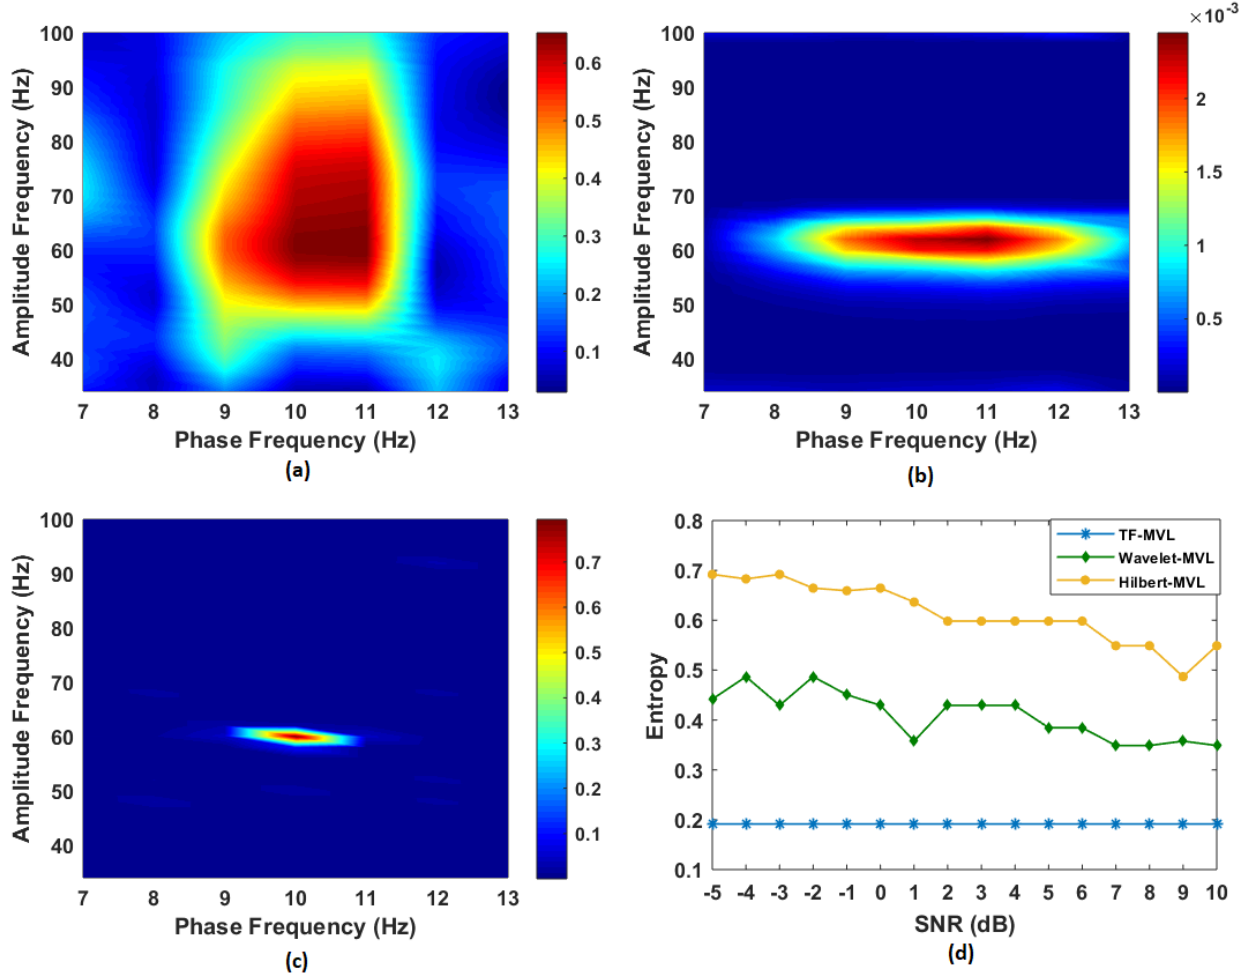 100
90
80
70
60
50
40
Amplitude Frequency (Hz)
7 8 9 10 11 12 13
Phase Frequency (Hz)
0.6
0.5
0.4
0.3
0.2
0.1
(a)
×10-3
100
90
80
70
60
50
40
Amplitude Frequency (Hz)
7 8 9 10 11 12 13
Phase Frequency (Hz)
2
1.5
1
0.5
(b)
100
90
80
70
60
50
40
Amplitude Frequency (Hz)
7 8 9 10 11 12 13
Phase Frequency (Hz)
0.7
0.6
0.5
0.4
0.3
0.2
0.1
(c)
0.8
0.7
0.6
0.5
0.4
0.3
0.2
0.1
Entropy
TF-MVL
Wavelet-MVL
Hilbert-MVL
-5 -4 -3 -2 -1 0 1 2 3 4 5 6 7 8 9 10
SNR (dB)
(d)